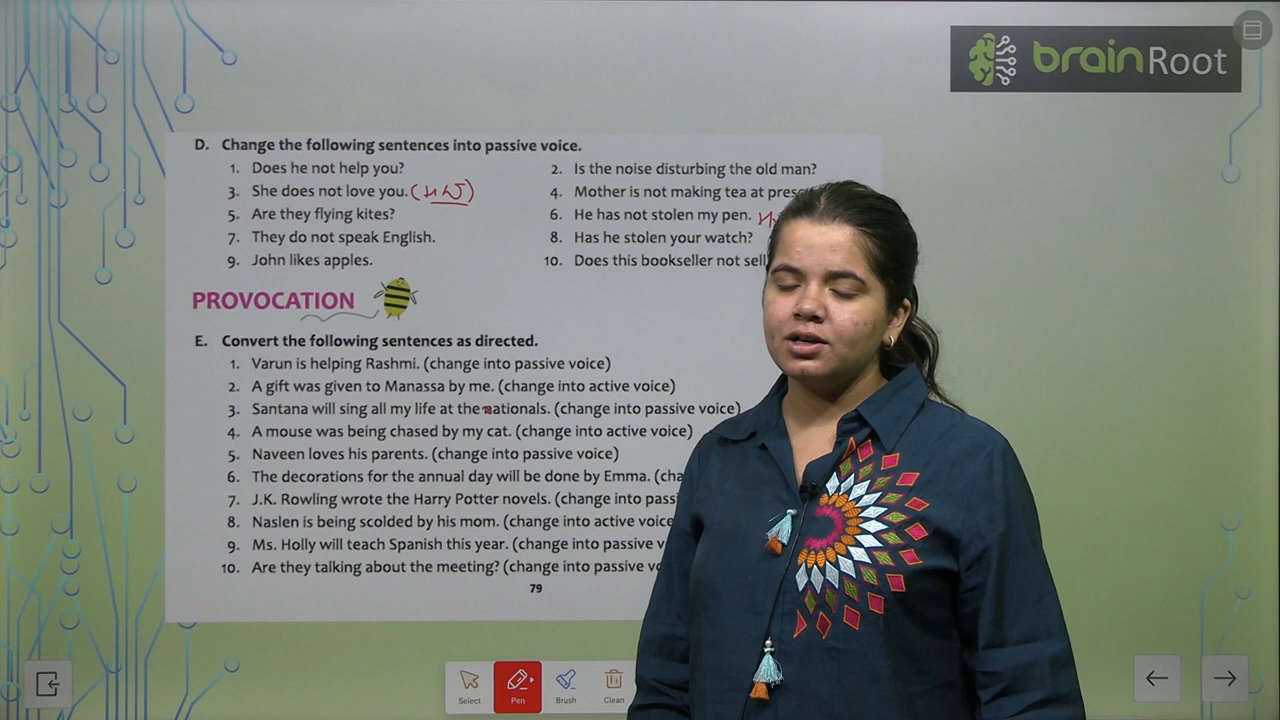 brainRoot
D. Change the following sentences into passive voice.
1. Does he not help you?
2. Is the noise disturbing the old man?
3. She does not love you. (HW)
4. Mother is not making tea at
5. Are they flying kites?
6. He has not stolen my pen.
7. They do not speak English.
8. Has he stolen your watch?
9. John likes apples.
10. Does this bookseller not sell
PROVOCATION
E. Convert the following sentences as directed.
1. Varun is helping Rashmi. (change into passive voice)
2. A gift was given to Manassa by me. (change into active voice)
3. Santana will sing all my life at the nationals. (change into passive voice)
4. A mouse was being chased by my cat. (change into active voice)
5. Naveen loves his parents. (change into passive voice)
6. The decorations for the annual day will be done by Emma.
7. J.K. Rowling wrote the Harry Potter novels. (change into
8. Naslen is being scolded by his mom. (change into active voice
9. Ms. Holly will teach Spanish this year. (change into passive
10. Are they talking about the meeting? (change into passive
79
Select Pen Brush Clean